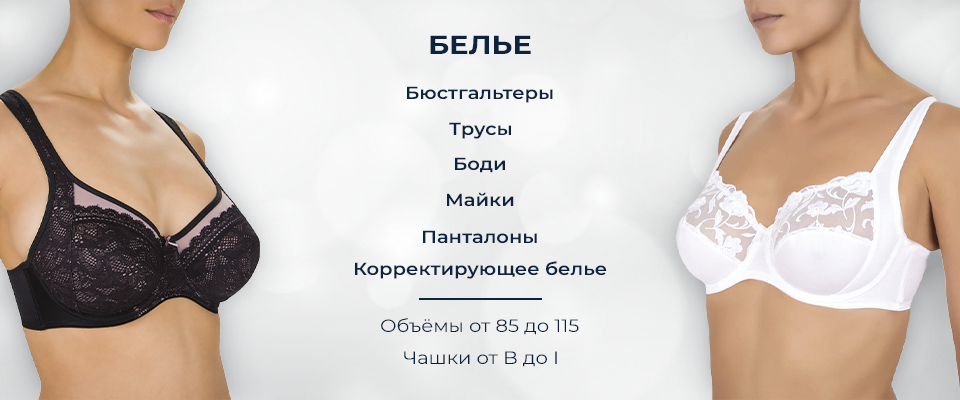 БЕЛЬЕ
Бюстгальтеры
Трусы
Боди
Майки
Панталоны
Корректирующее белье
Объёмы от 85 до 115
Чашки от B до I